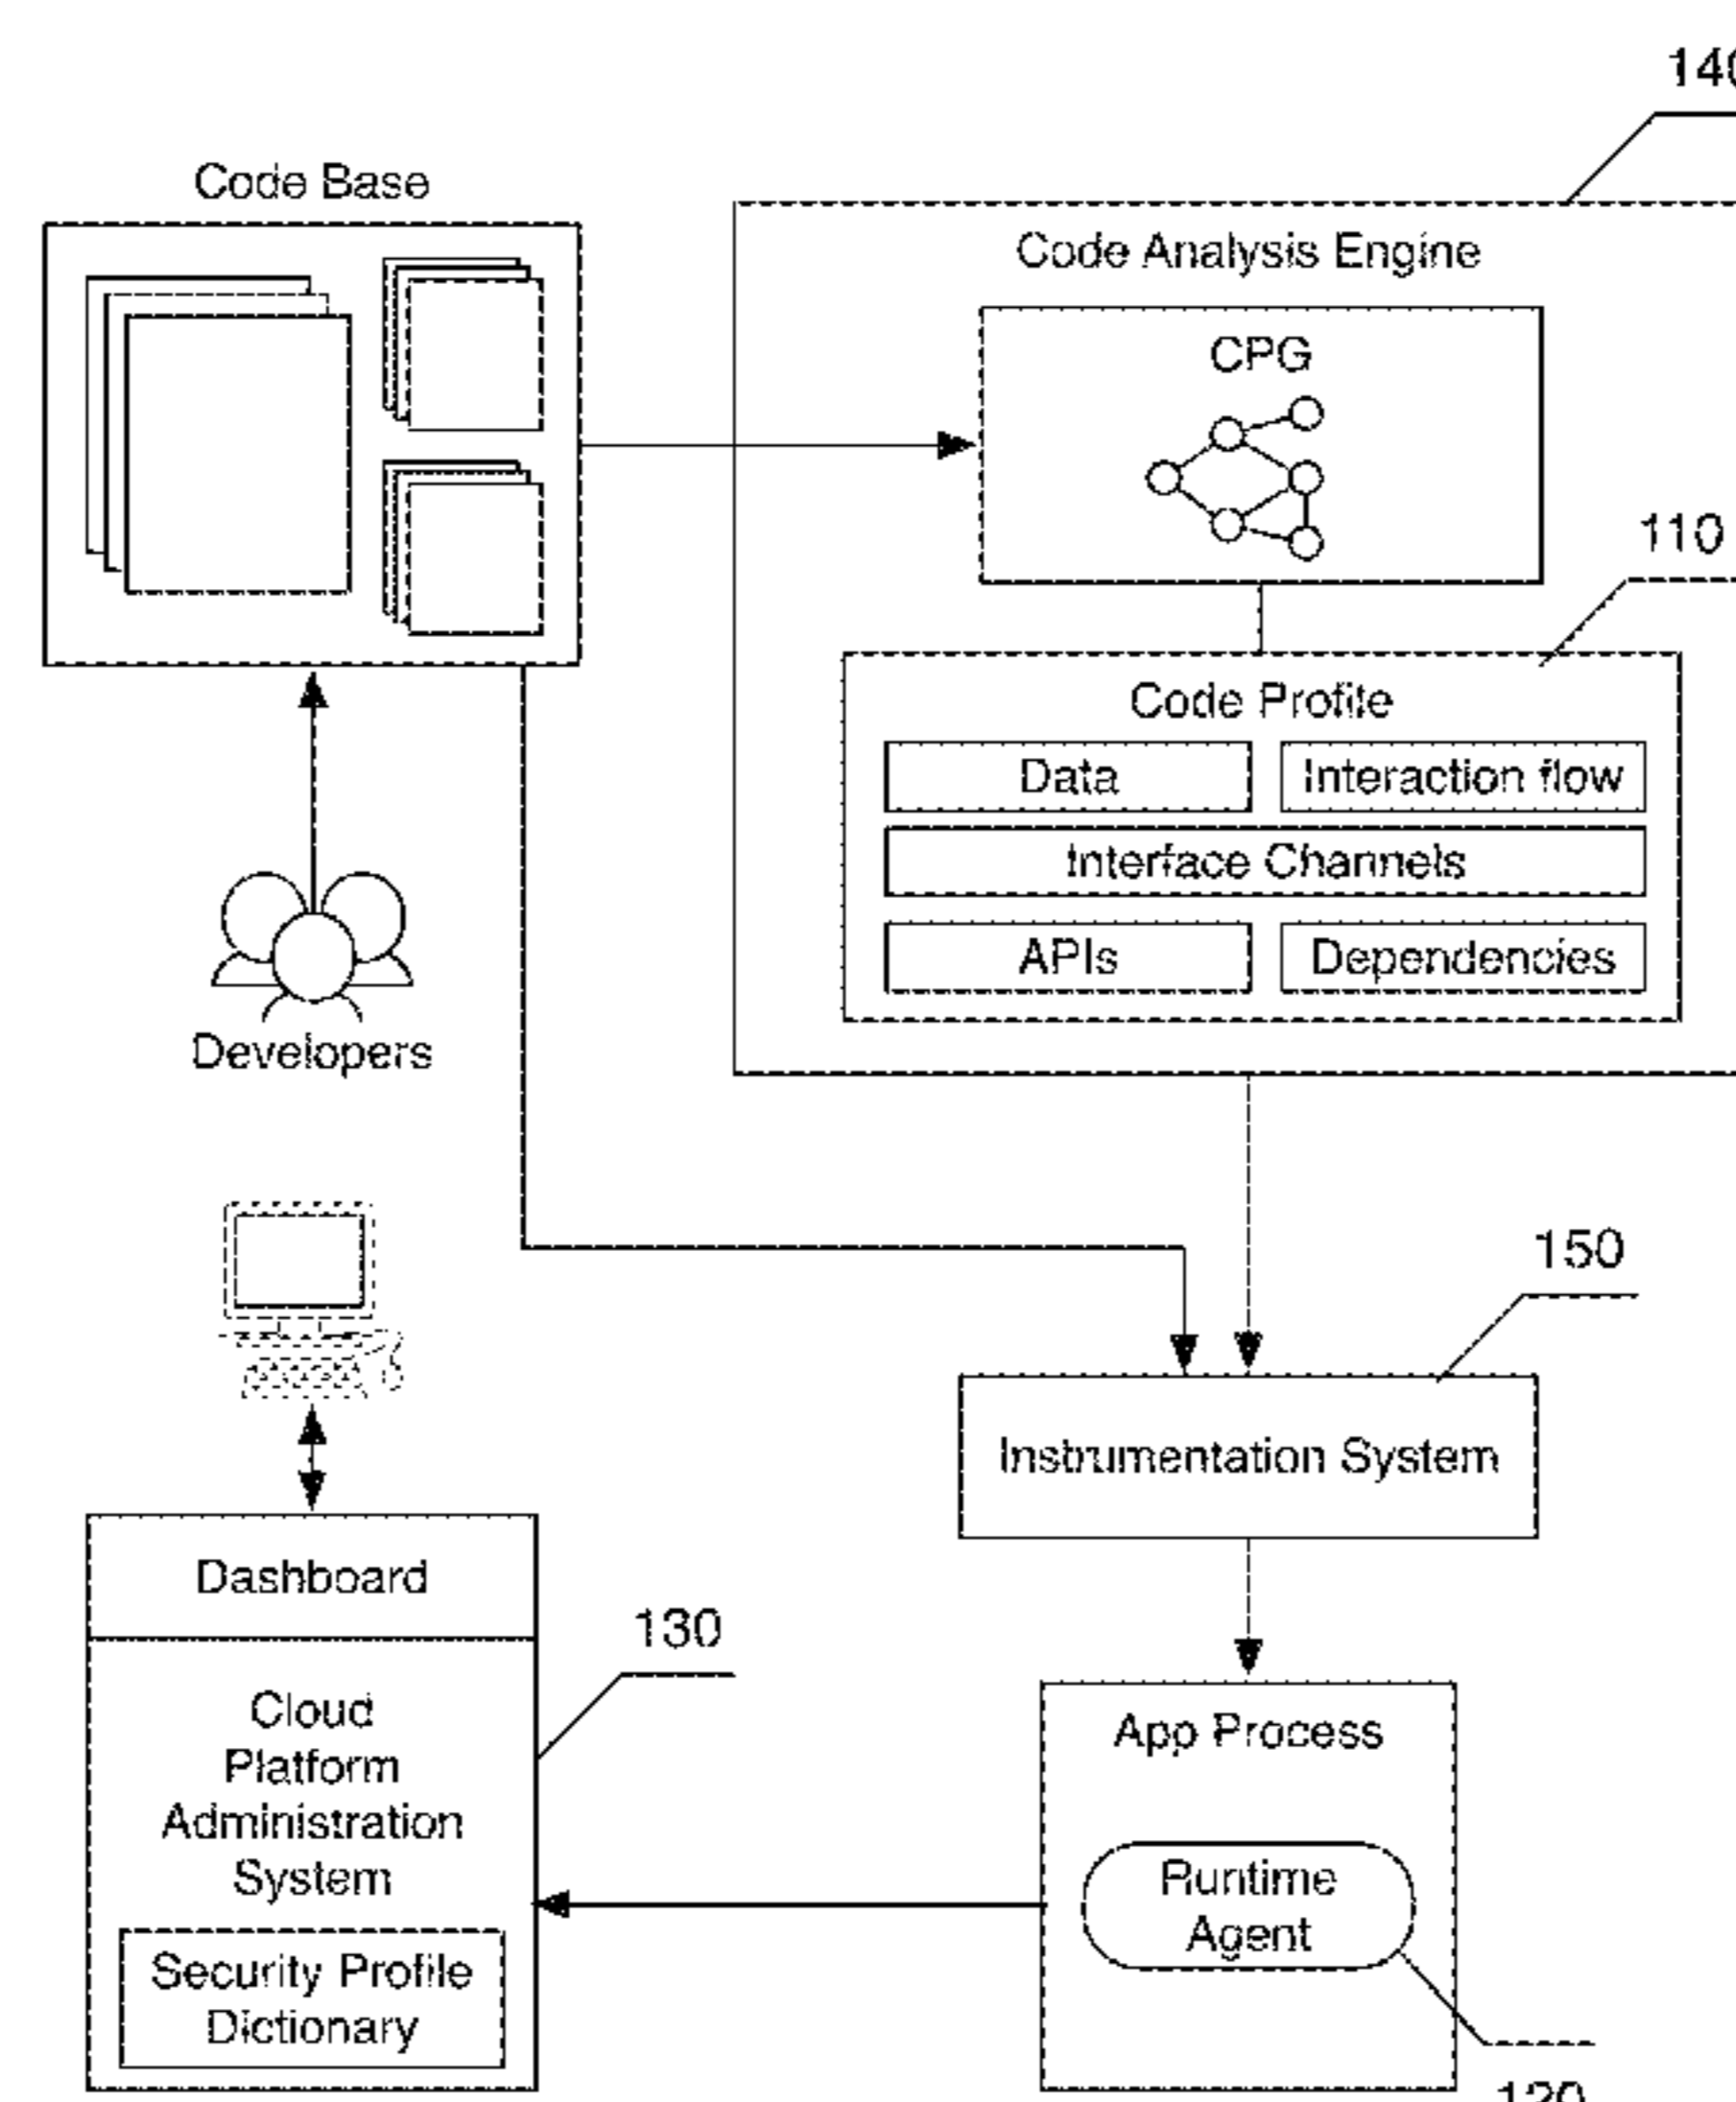 140
Code Base
Code Analysis Engine
CPG
110
Code Profile
Data
Interaction flow
Interface Channels
APIs
Dependencies
Developers
150
Instrumentation System
Dashboard
130
Cloud
Platform
Administration
System
App Process
Runtime
Agent
Security Profile
Dictionary
120